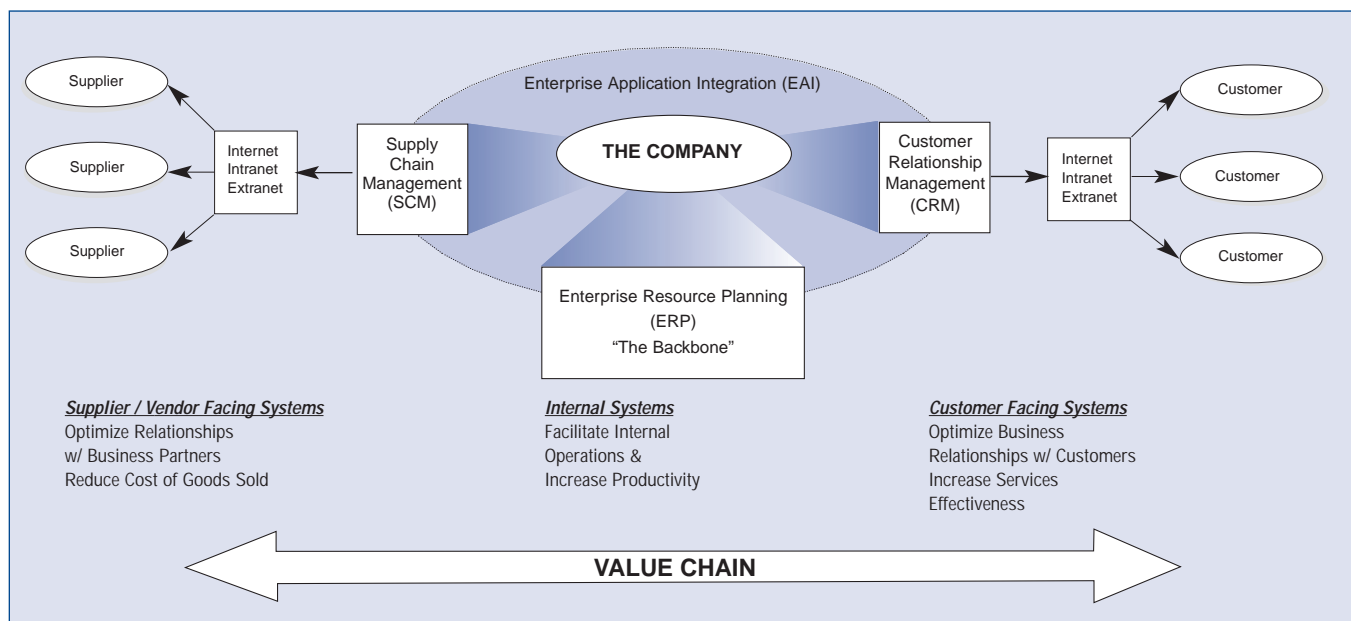 Enterprise Application Integration (EAI)
Supplier
Supplier
Supplier
Internet
Intranet
Extranet
Supply
Chain
Management
(SCM)
THE COMPANY
Customer
Relationship
Management
(CRM)
Internet
Intranet
Extranet
Customer
Customer
Customer
Enterprise Resource Planning
(ERP)
“The Backbone”
Supplier / Vendor Facing Systems
Optimize Relationships
w/ Business Partners
Reduce Cost of Goods Sold
Internal Systems
Facilitate Internal
Operations &
Increase Productivity
Customer Facing Systems
Optimize Business
Relationships w/ Customers
Increase Services
Effectiveness
VALUE CHAIN